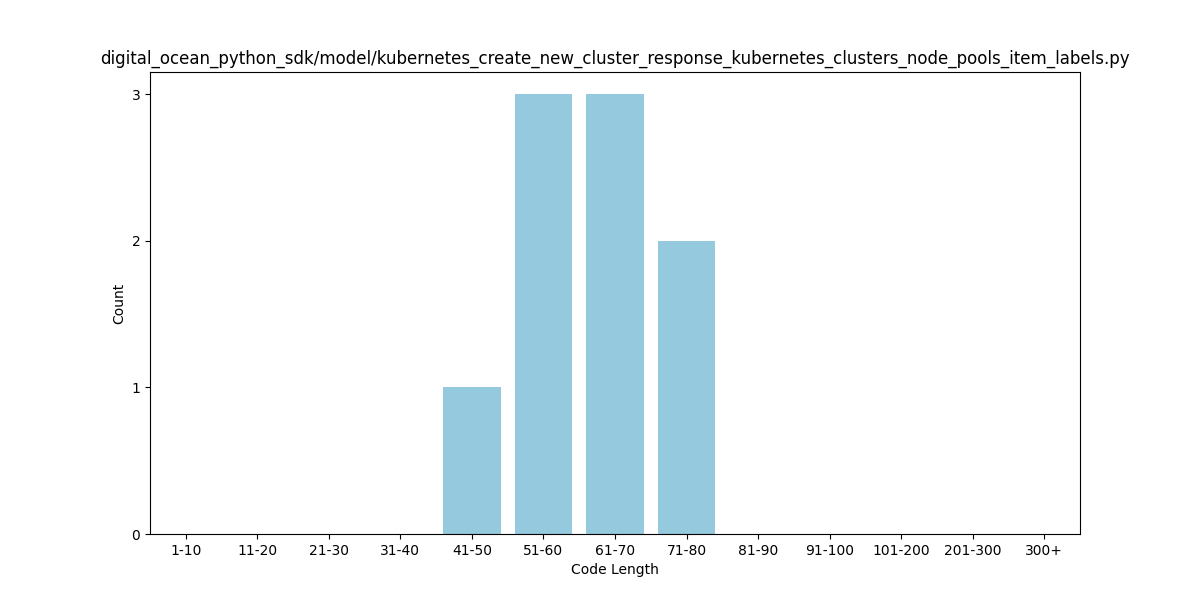 digital_ocean_python_sdk/model/kubernetes_create_new_cluster_response_kubernetes_clusters_node_pools_item_labels.py
3
2
1
0
Count
1-10 11-20 21-30 31-40 41-50 51-60 61-70 71-80 81-90 91-100 101-200 201-300 300+
Code Length